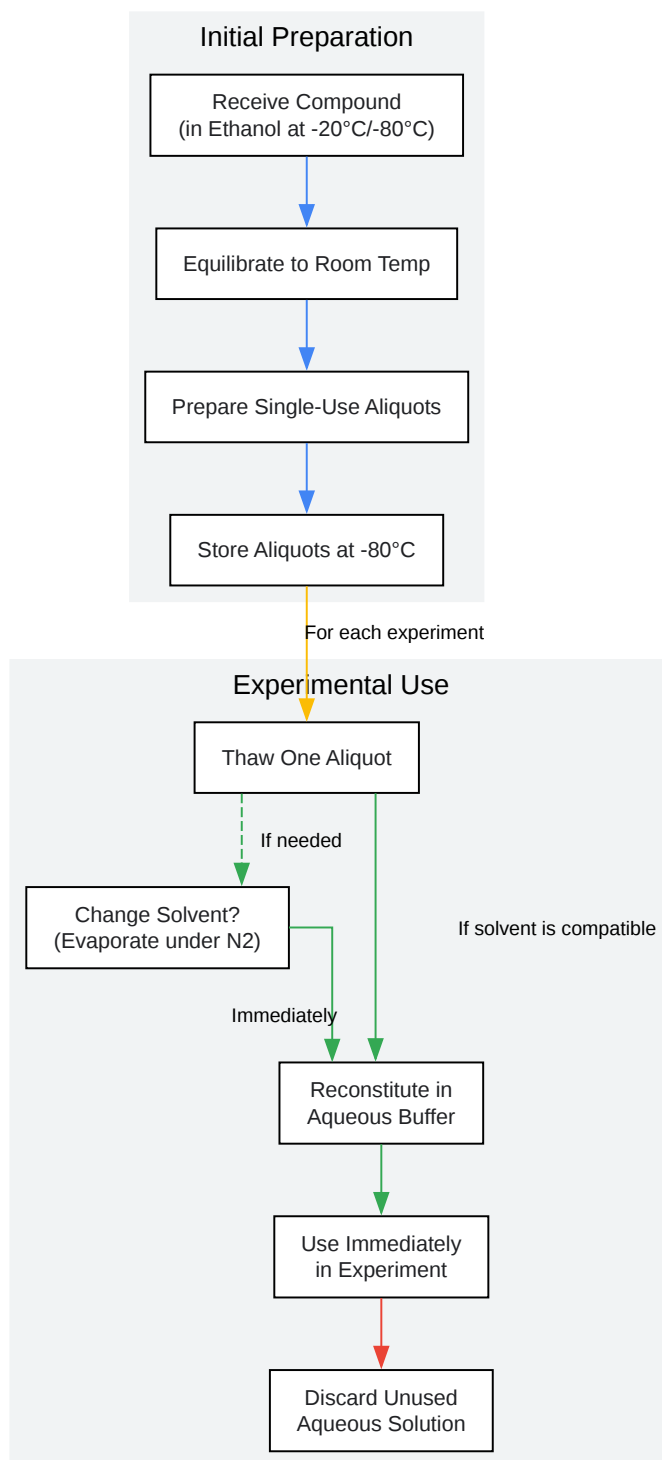 Initial Preparation
Receive Compound
(in Ethanol at -20°C/-80°C)
Equilibrate to Room Temp
Prepare Single-Use Aliquots
Store Aliquots at -80°C
For each experiment
Experimental Use
Thaw One Aliquot
If needed
Change Solvent?
(Evaporate under N2)
If solvent is compatible
Immediately
Reconstitute in
Aqueous Buffer
Use Immediately
in Experiment
Discard Unused
Aqueous Solution